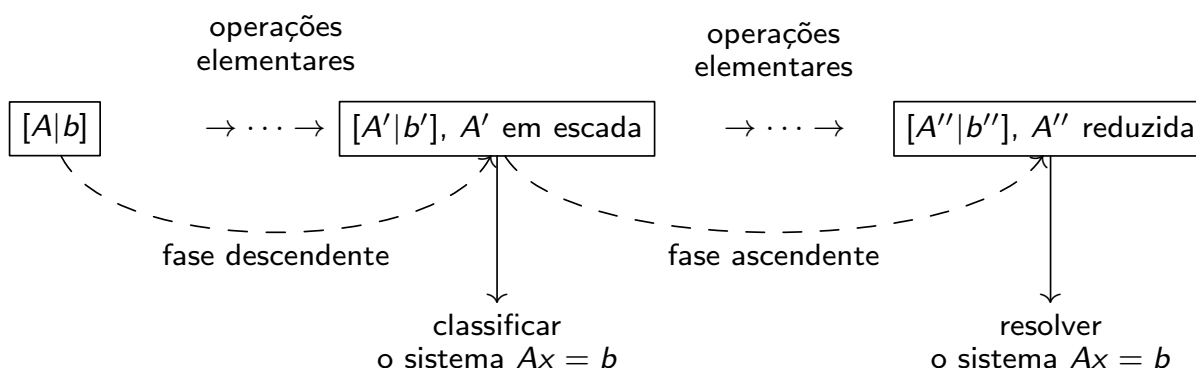 operações
elementares
operações
elementares
[A|b] → ⋯ → [A′|b′], A′ em escada → ⋯ → [A″|b″], A″ reduzida
fase descendente
fase ascendente
classificar
o sistema Ax = b
resolver
o sistema Ax = b